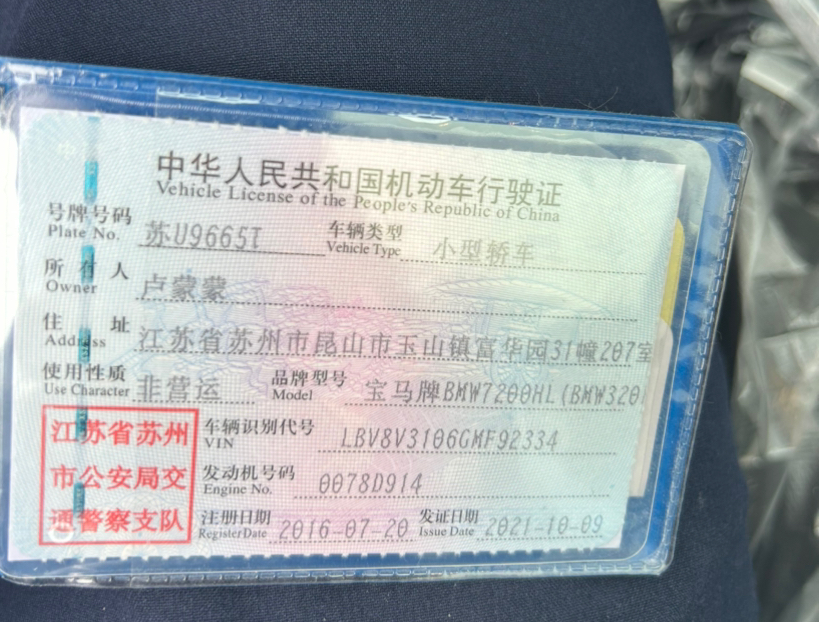 中华人民共和国机动车行驶证
Vehicle License of the People's Republic of China
号牌号码 苏U9665T 车辆类型 小型轿车
Plate No. Vehicle Type
所有人 卢蒙蒙
Owner
住址 江苏省苏州市昆山市玉山镇富华园31幢207室
Address
使用性质 非营运 品牌型号 宝马牌BMW7200HL(BMW320
Use Character Model
江苏省苏州
市公安局交
通警察支队
车辆识别代号 LBV8V3106GMF92334
VIN
发动机号码 0078D914
Engine No.
注册日期 2016-07-20 发证日期 2021-10-09
Register Date Issue Date